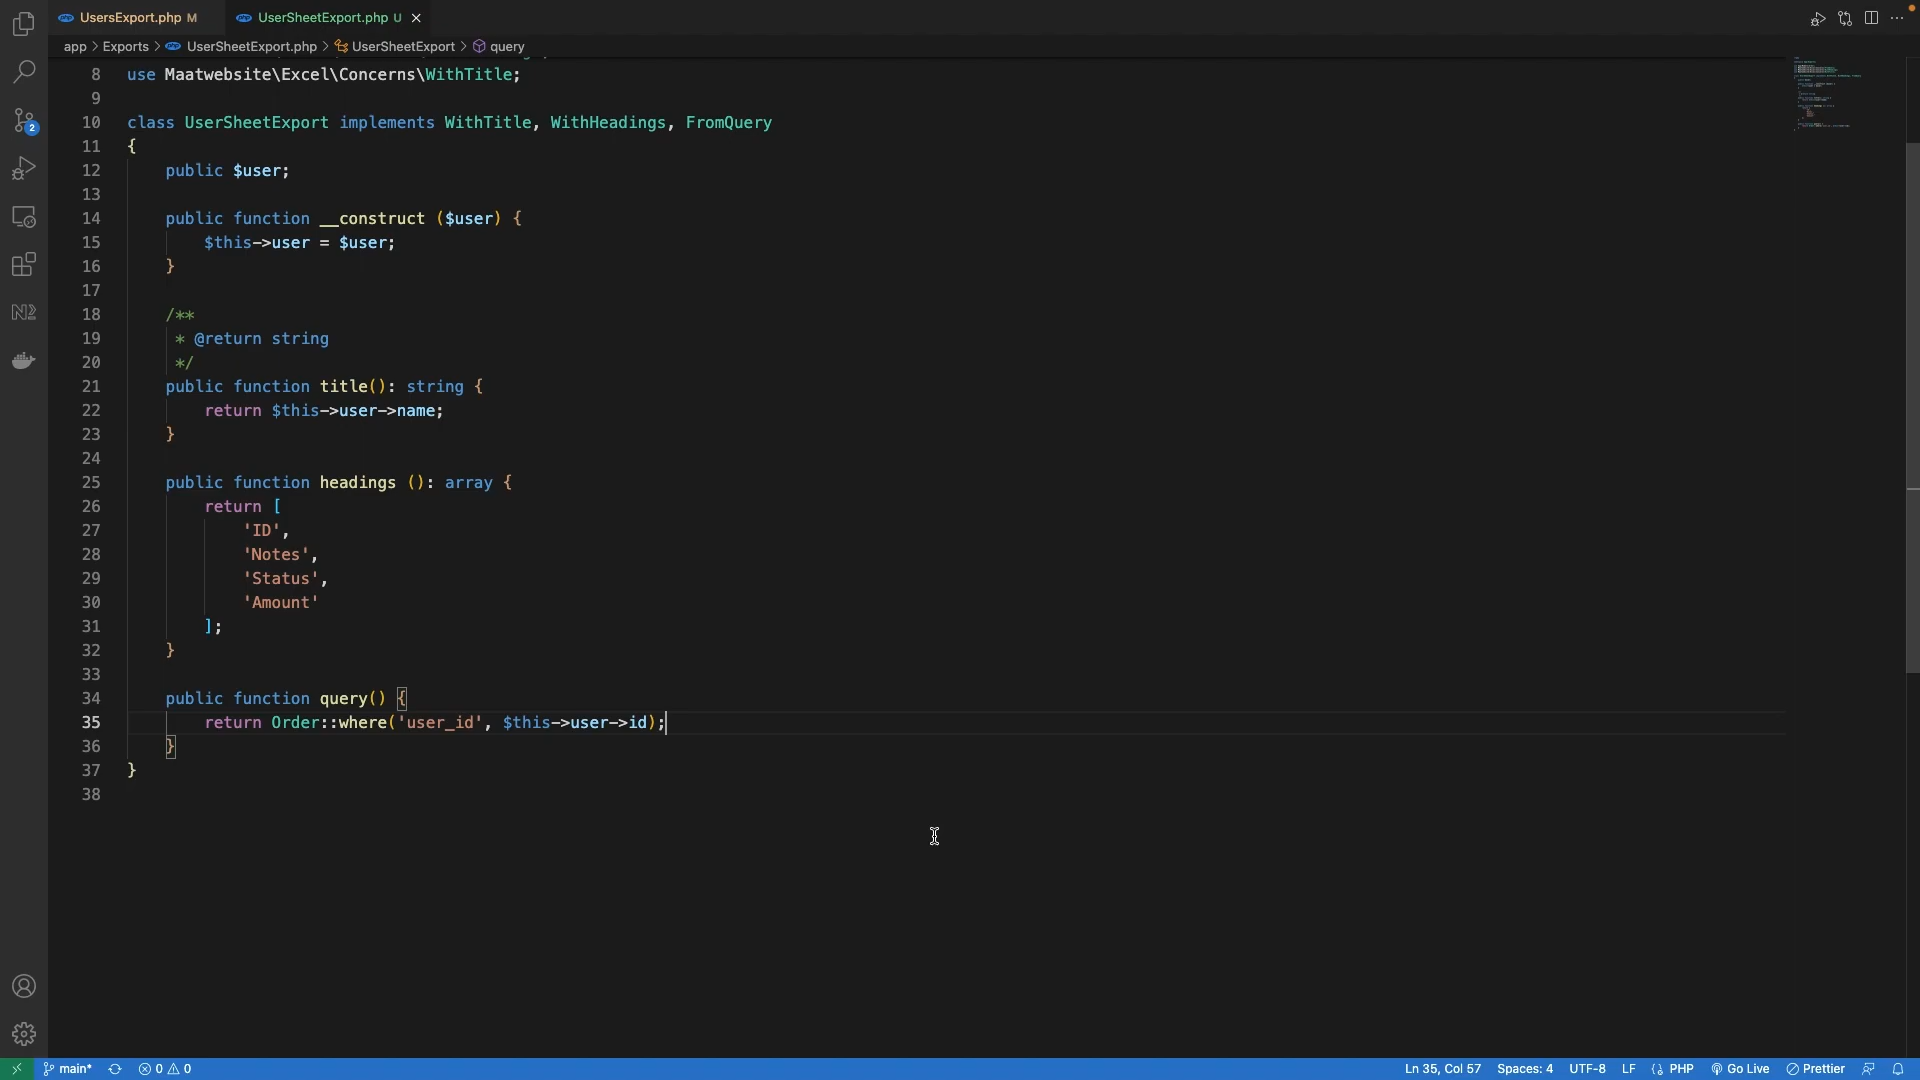 UsersExport.php M
UserSheetExport.php U
app > Exports > UserSheetExport.php > UserSheetExport > query
8 use Maatwebsite\Excel\Concerns\WithTitle;
9
10 class UserSheetExport implements WithTitle, WithHeadings, FromQuery
11 {
12 public $user;
13
14 public function __construct ($user) {
15 $this->user = $user;
16 }
17
18 /**
19 * @return string
20 */
21 public function title(): string {
22 return $this->user->name;
23 }
24
25 public function headings (): array {
26 return [
27 'ID',
28 'Notes',
29 'Status',
30 'Amount'
31 ];
32 }
33
34 public function query() {
35 return Order::where('user_id', $this->user->id);
36 }
37 }
38
2
main* 0 0 Ln 35, Col 57 Spaces: 4 UTF-8 LF PHP Go Live Prettier